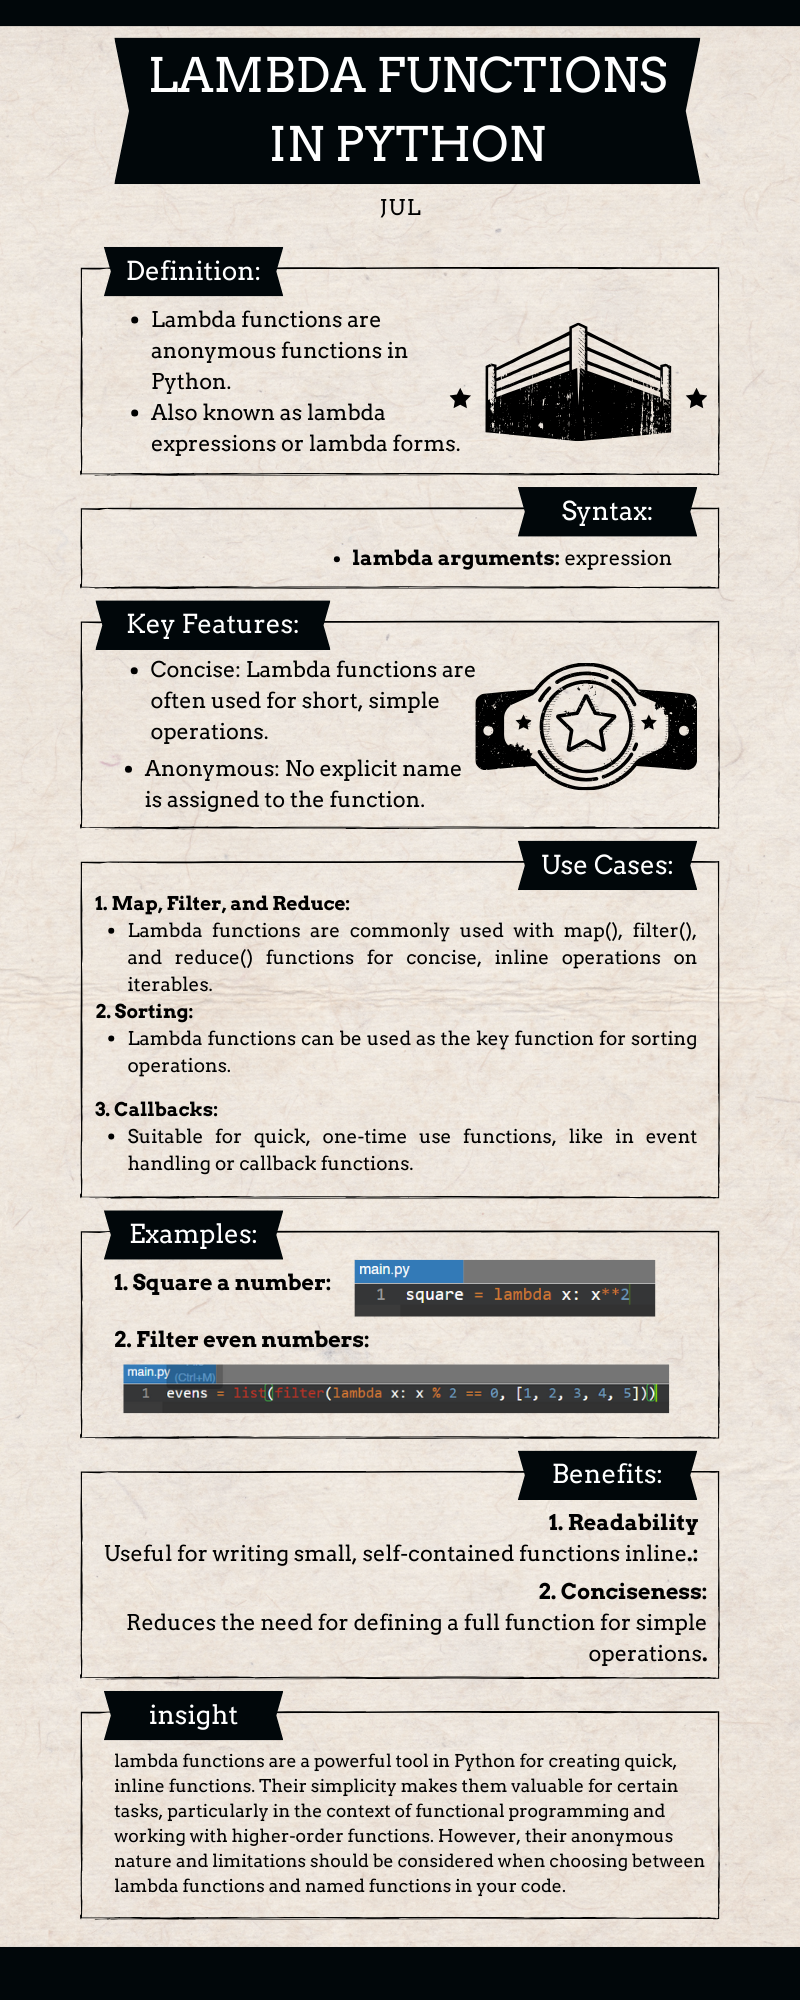 LAMBDA FUNCTIONS
IN PYTHON
JUL
Definition:
• Lambda functions are
anonymous functions in
Python.
• Also known as lambda
expressions or lambda forms.
Syntax:
• lambda arguments: expression
Key Features:
• Concise: Lambda functions are
often used for short, simple
operations.
• Anonymous: No explicit name
is assigned to the function.
Use Cases:
1. Map, Filter, and Reduce:
• Lambda functions are commonly used with map(), filter(),
and reduce() functions for concise, inline operations on
iterables.
2. Sorting:
• Lambda functions can be used as the key function for sorting
operations.
3. Callbacks:
• Suitable for quick, one-time use functions, like in event
handling or callback functions.
Examples:
1. Square a number:
main.py
1 square = lambda x: x**2
2. Filter even numbers:
main.py (Ctrl+M)
1 evens = list(filter(lambda x: x % 2 == 0, [1, 2, 3, 4, 5]))
Benefits:
1. Readability
Useful for writing small, self-contained functions inline.:
2. Conciseness:
Reduces the need for defining a full function for simple
operations.
insight
lambda functions are a powerful tool in Python for creating quick,
inline functions. Their simplicity makes them valuable for certain
tasks, particularly in the context of functional programming and
working with higher-order functions. However, their anonymous
nature and limitations should be considered when choosing between
lambda functions and named functions in your code.